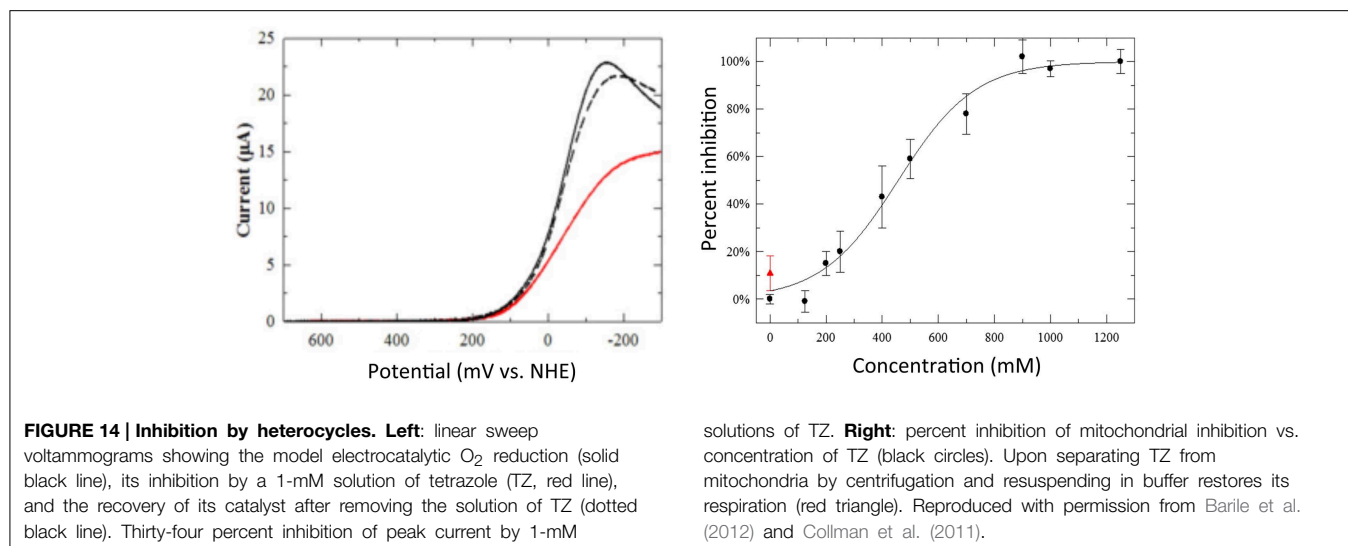 25
20
15
10
5
0
Current (µA)
600 400 200 0 -200
Potential (mV vs. NHE)
100%
80%
60%
40%
20%
0%
Percent inhibition
0 200 400 600 800 1000 1200
Concentration (mM)
FIGURE 14 | Inhibition by heterocycles. Left: linear sweep
voltammograms showing the model electrocatalytic O2 reduction (solid
black line), its inhibition by a 1-mM solution of tetrazole (TZ, red line),
and the recovery of its catalyst after removing the solution of TZ (dotted
black line). Thirty-four percent inhibition of peak current by 1-mM
solutions of TZ. Right: percent inhibition of mitochondrial inhibition vs.
concentration of TZ (black circles). Upon separating TZ from
mitochondria by centrifugation and resuspending in buffer restores its
respiration (red triangle). Reproduced with permission from Barile et al.
(2012) and Collman et al. (2011).